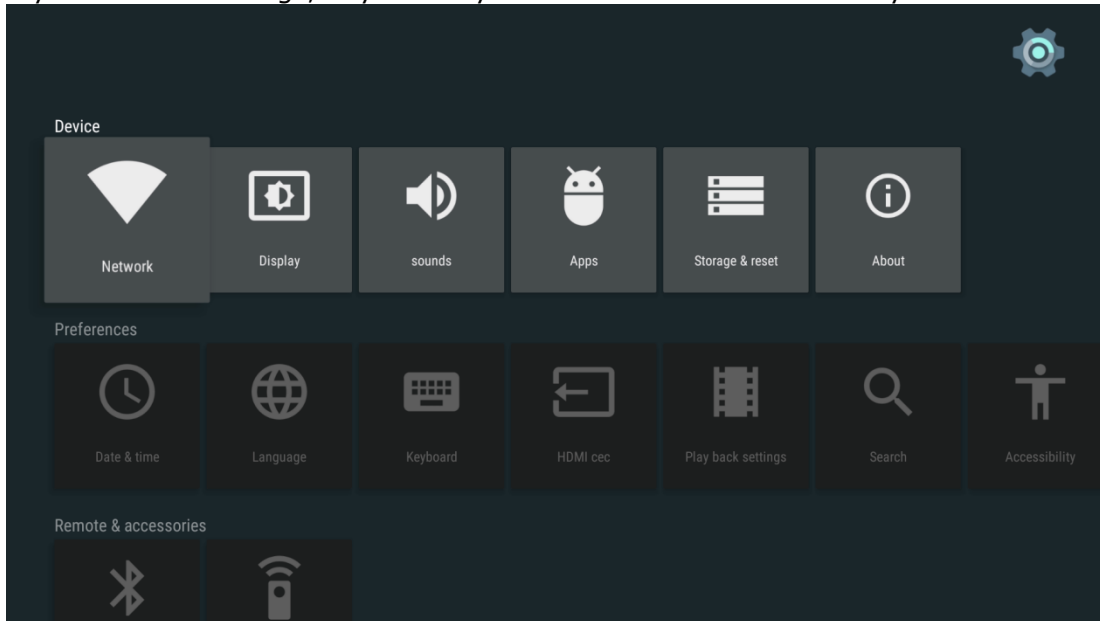 Device
Network
Display
sounds
Apps
Storage & reset
About
Preferences
Date & time
Language
Keyboard
HDMI cec
Play back settings
Search
Accessibility
Remote & accessories